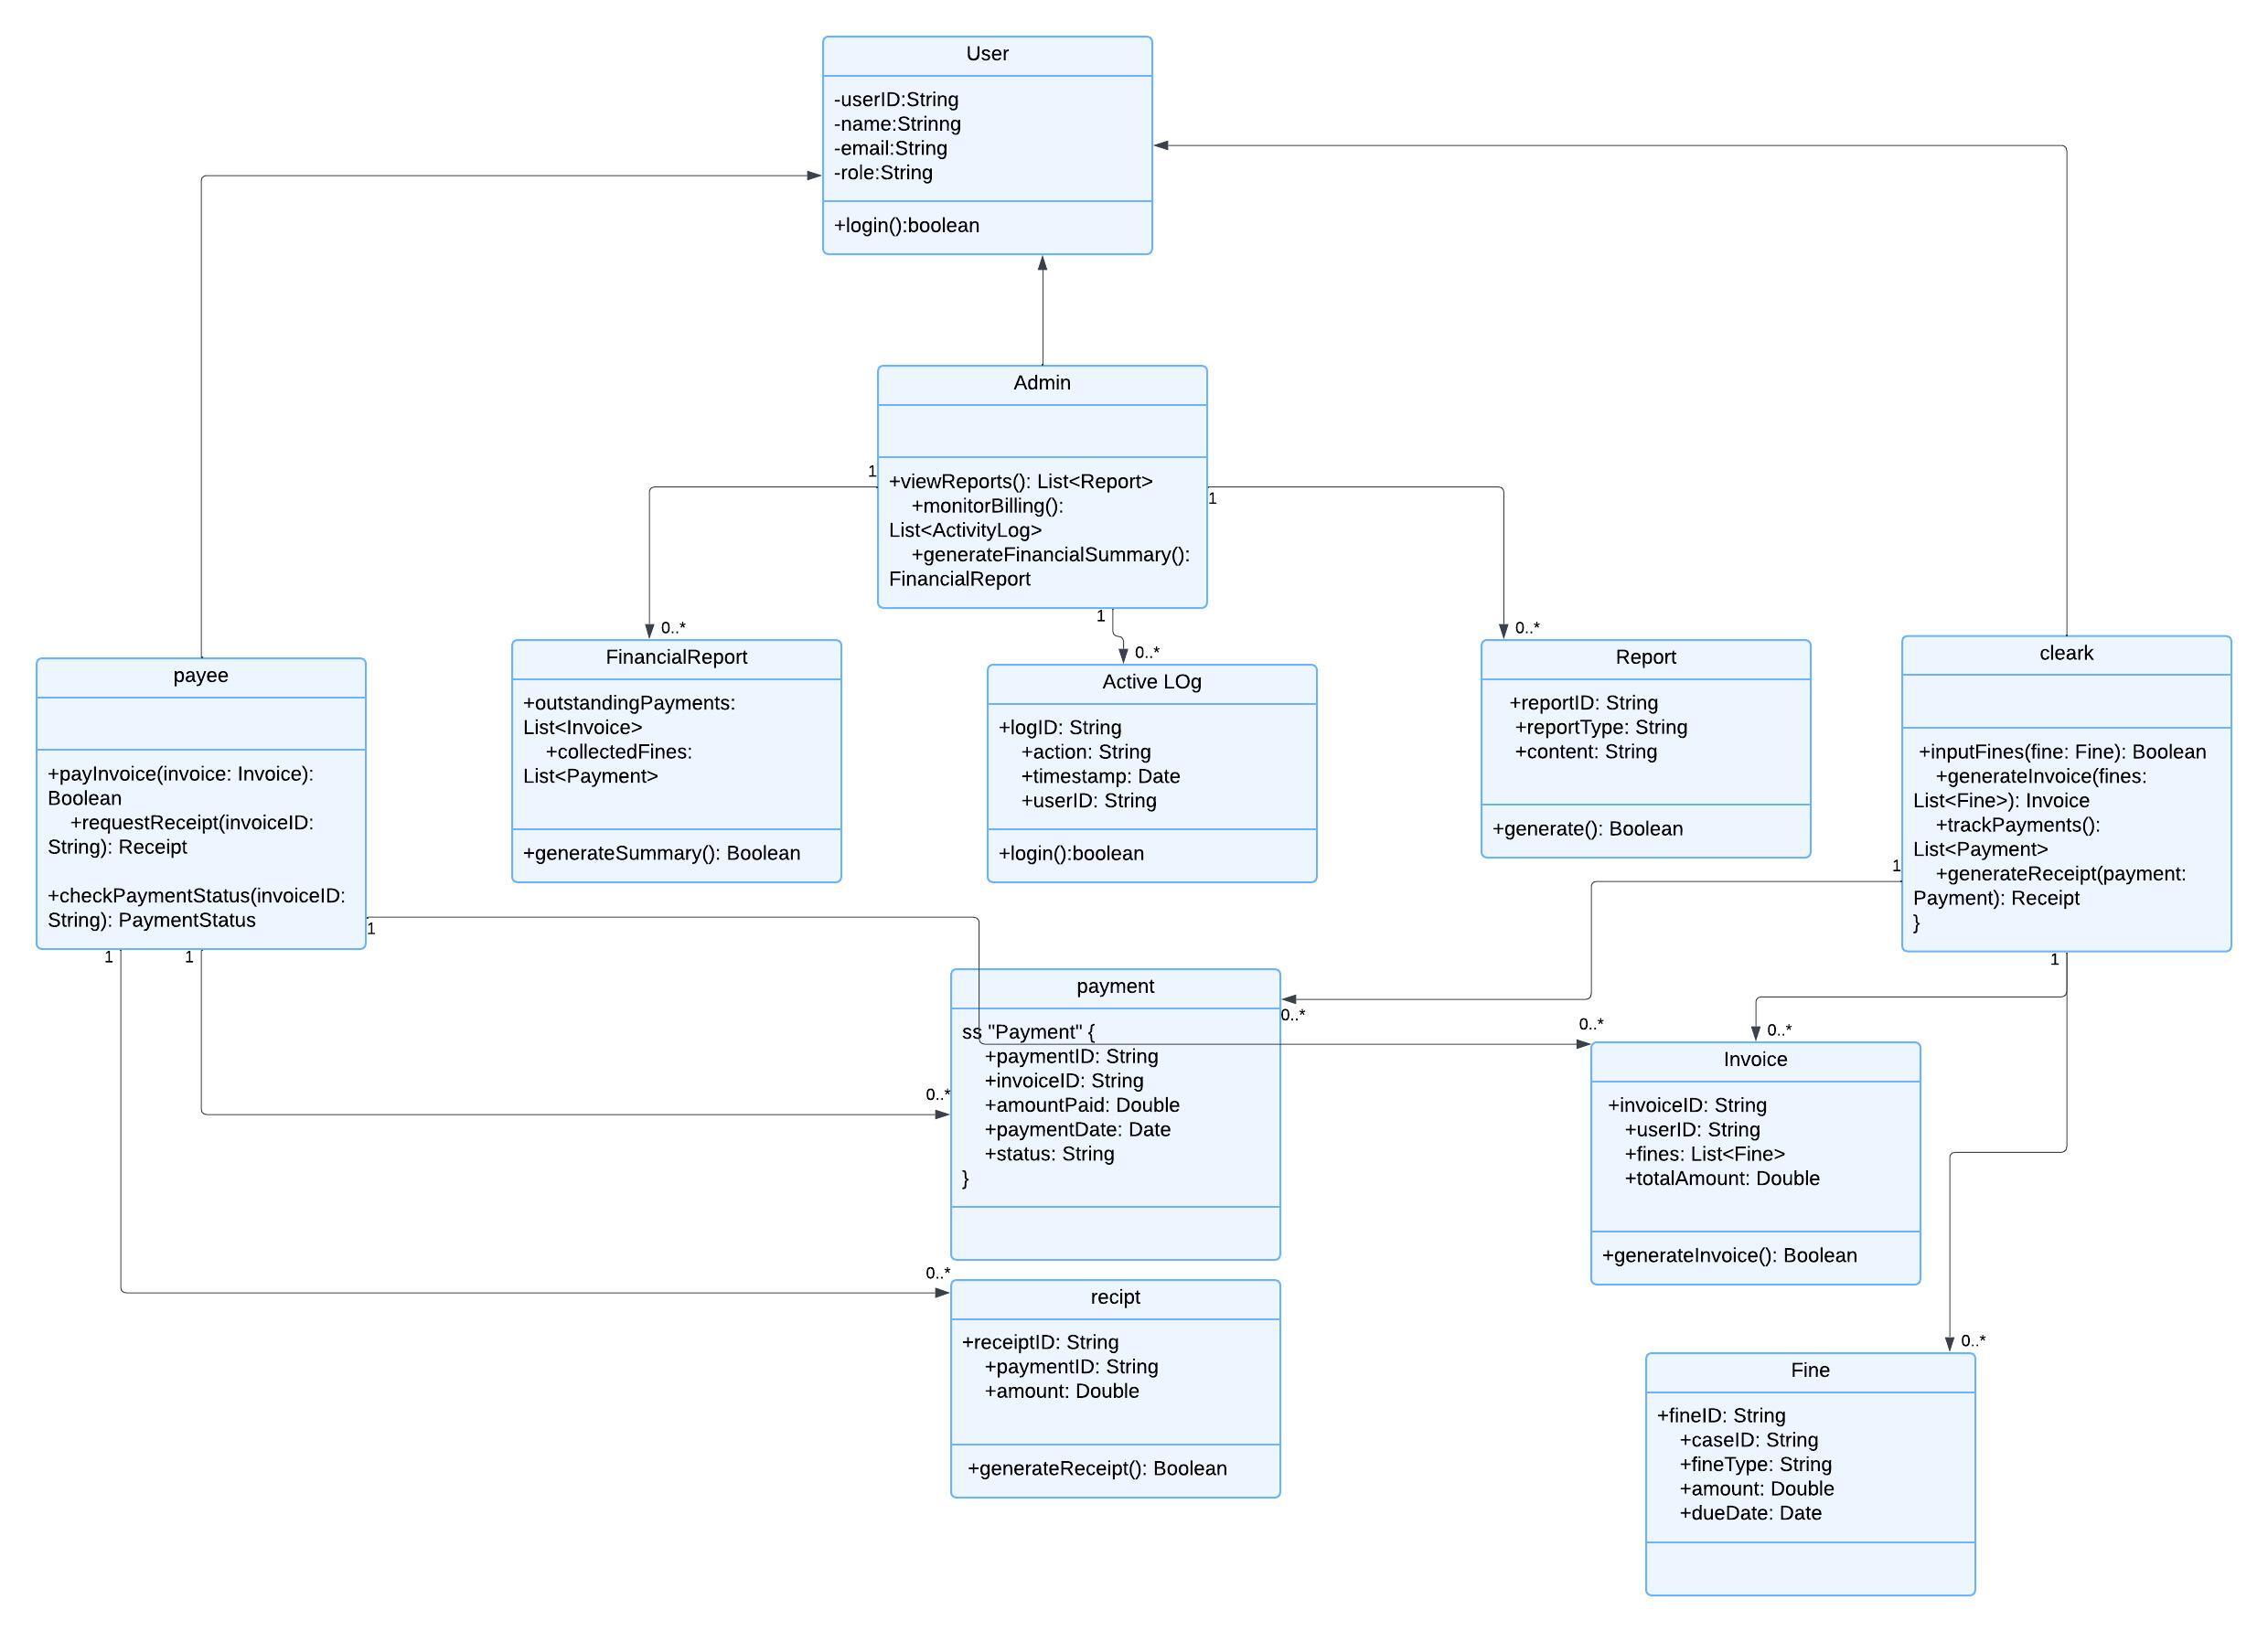 User
-userID:String
-name:Strinng
-email:String
-role:String
+login():boolean
Admin
+viewReports(): List<Report>
+monitorBilling():
List<ActivityLog>
+generateFinancialSummary():
FinancialReport
1
1
1
0..*
0..*
0..*
payee
+payInvoice(invoice: Invoice):
Boolean
+requestReceipt(invoiceID:
String): Receipt
+checkPaymentStatus(invoiceID:
String): PaymentStatus
1
1
1
FinancialReport
+outstandingPayments:
List<Invoice>
+collectedFines:
List<Payment>
+generateSummary(): Boolean
Active LOg
+logID: String
+action: String
+timestamp: Date
+userID: String
+login():boolean
Report
+reportID: String
+reportType: String
+content: String
+generate(): Boolean
cleark
+inputFines(fine: Fine): Boolean
+generateInvoice(fines:
List<Fine>): Invoice
+trackPayments():
List<Payment>
+generateReceipt(payment:
Payment): Receipt
}
1
1
payment
ss "Payment" {
+paymentID: String
+invoiceID: String
+amountPaid: Double
+paymentDate: Date
+status: String
}
0..*
0..*
0..*
0..*
Invoice
+invoiceID: String
+userID: String
+fines: List<Fine>
+totalAmount: Double
+generateInvoice(): Boolean
0..*
recipt
+receiptID: String
+paymentID: String
+amount: Double
+generateReceipt(): Boolean
0..*
Fine
+fineID: String
+caseID: String
+fineType: String
+amount: Double
+dueDate: Date